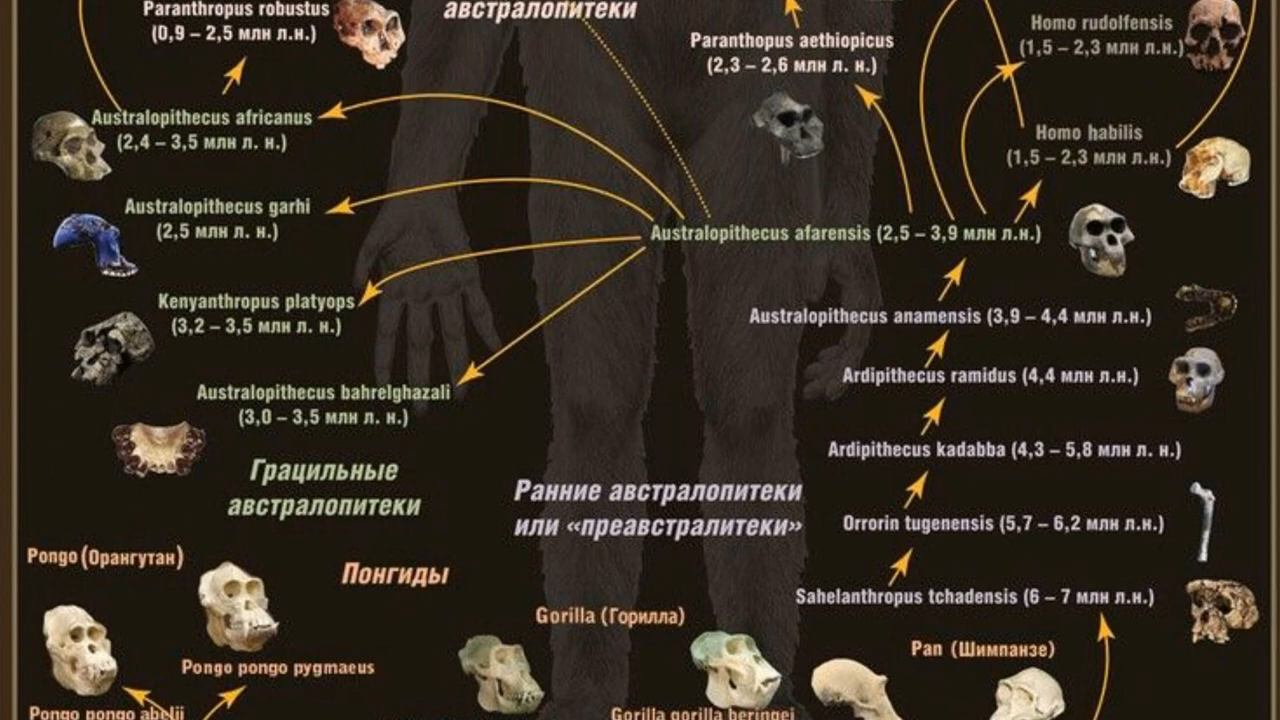 Paranthropus robustus
(0,9 – 2,5 млн л.н.)
австралопитеки
Paranthopus aethiopicus
(2,3 – 2,6 млн л. н.)
Homo rudolfensis
(1,5 – 2,3 млн л.н.)
Australopithecus africanus
(2,4 – 3,5 млн л. н.)
Homo habilis
(1,5 – 2,3 млн л.н.)
Australopithecus garhi
(2,5 млн л. н.)
Australopithecus afarensis (2,5 – 3,9 млн л.н.)
Kenyanthropus platyops
(3,2 – 3,5 млн л. н.)
Australopithecus anamensis (3,9 – 4,4 млн л.н.)
Ardipithecus ramidus (4,4 млн л.н.)
Australopithecus bahrelghazali
(3,0 – 3,5 млн л. н.)
Ardipithecus kadabba (4,3 – 5,8 млн л. н.)
Грацильные
австралопитеки
Ранние австралопитеки
или «преавстралитеки»
Orrorin tugenensis (5,7 – 6,2 млн л.н.)
Pongo (Орангутан)
Понгиды
Sahelanthropus tchadensis (6 – 7 млн л.н.)
Gorilla (Горилла)
Pan (Шимпанзе)
Pongo pongo pygmaeus
Pongo pongo abelii
Gorilla gorilla beringei